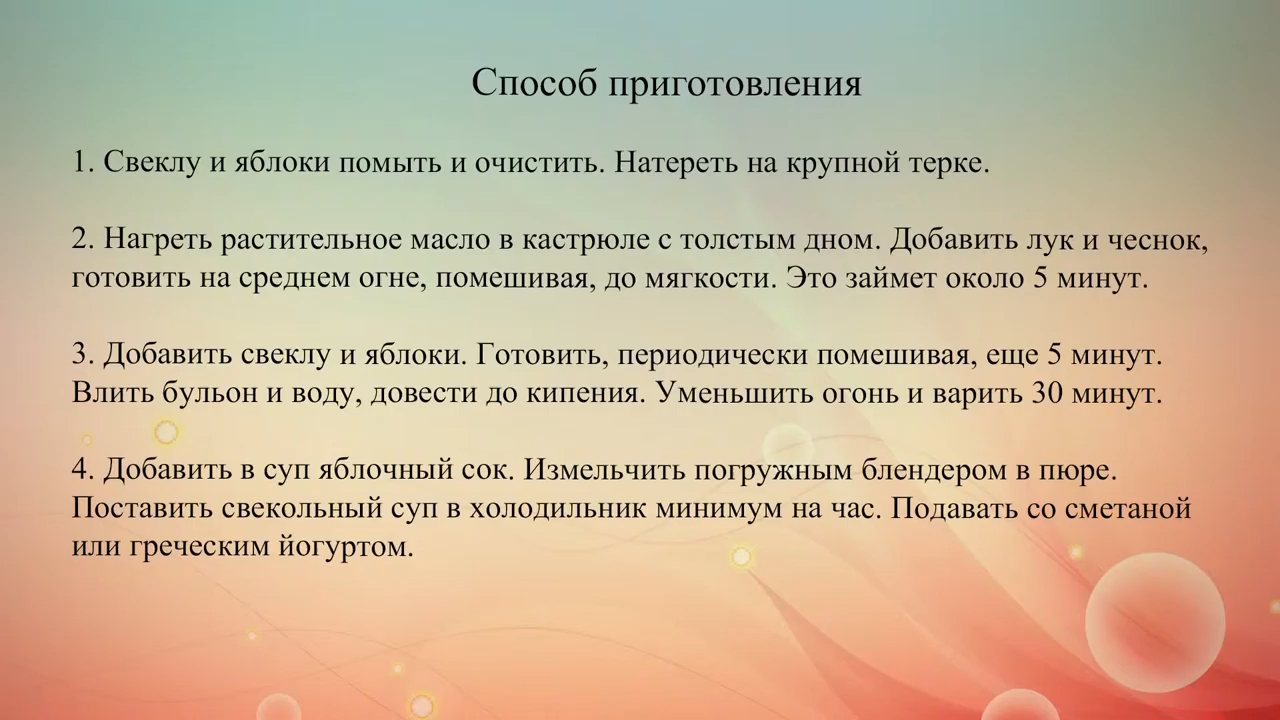 Способ приготовления
1. Свеклу и яблоки помыть и очистить. Натереть на крупной терке.
2. Нагреть растительное масло в кастрюле с толстым дном. Добавить лук и чеснок,
готовить на среднем огне, помешивая, до мягкости. Это займет около 5 минут.
3. Добавить свеклу и яблоки. Готовить, периодически помешивая, еще 5 минут.
Влить бульон и воду, довести до кипения. Уменьшить огонь и варить 30 минут.
4. Добавить в суп яблочный сок. Измельчить погружным блендером в пюре.
Поставить свекольный суп в холодильник минимум на час. Подавать со сметаной
или греческим йогуртом.